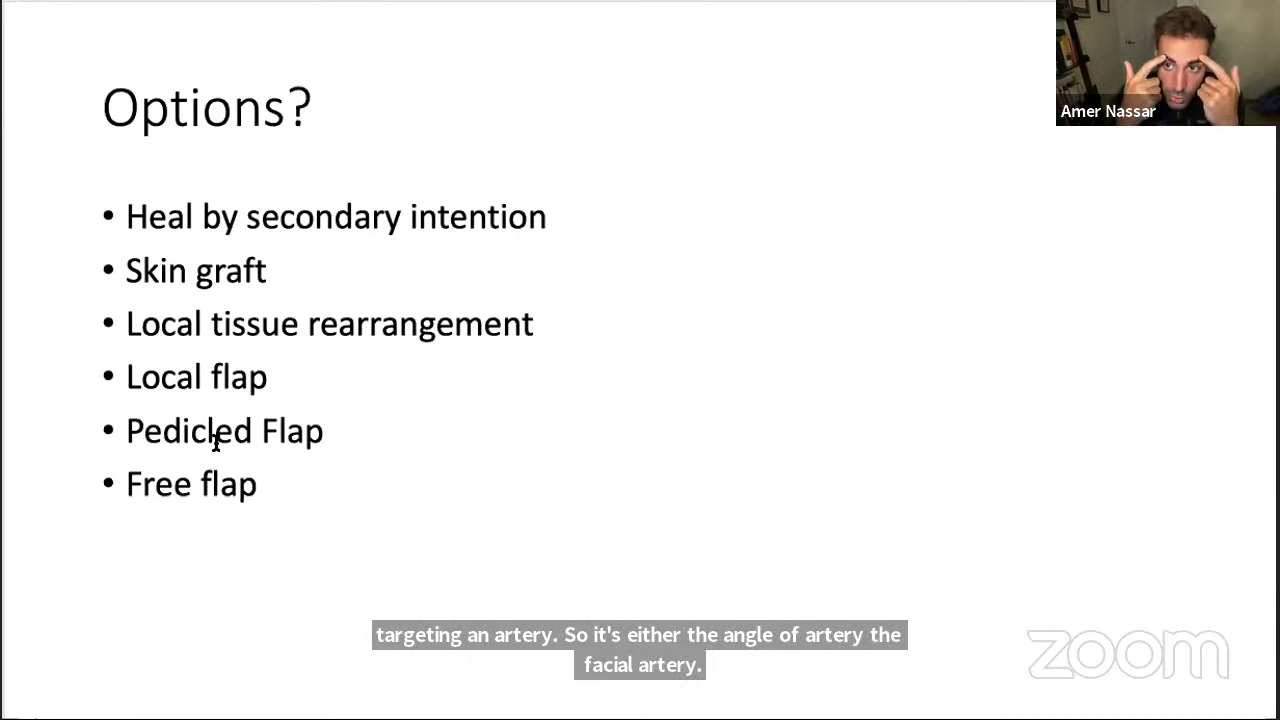 Options?
Amer Nassar
• Heal by secondary intention
• Skin graft
• Local tissue rearrangement
• Local flap
• Pedicled Flap
• Free flap
targeting an artery. So it's either the angle of artery the
facial artery.
zoom